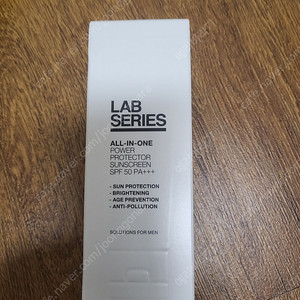 LAB
SERIES
ALL-IN-ONE
POWER
PROTECTOR
SUNSCREEN
SPF 50 PA+++
- SUN PROTECTION
- BRIGHTENING
- AGE PREVENTION
- ANTI-POLLUTION
SOLUTIONS FOR MEN